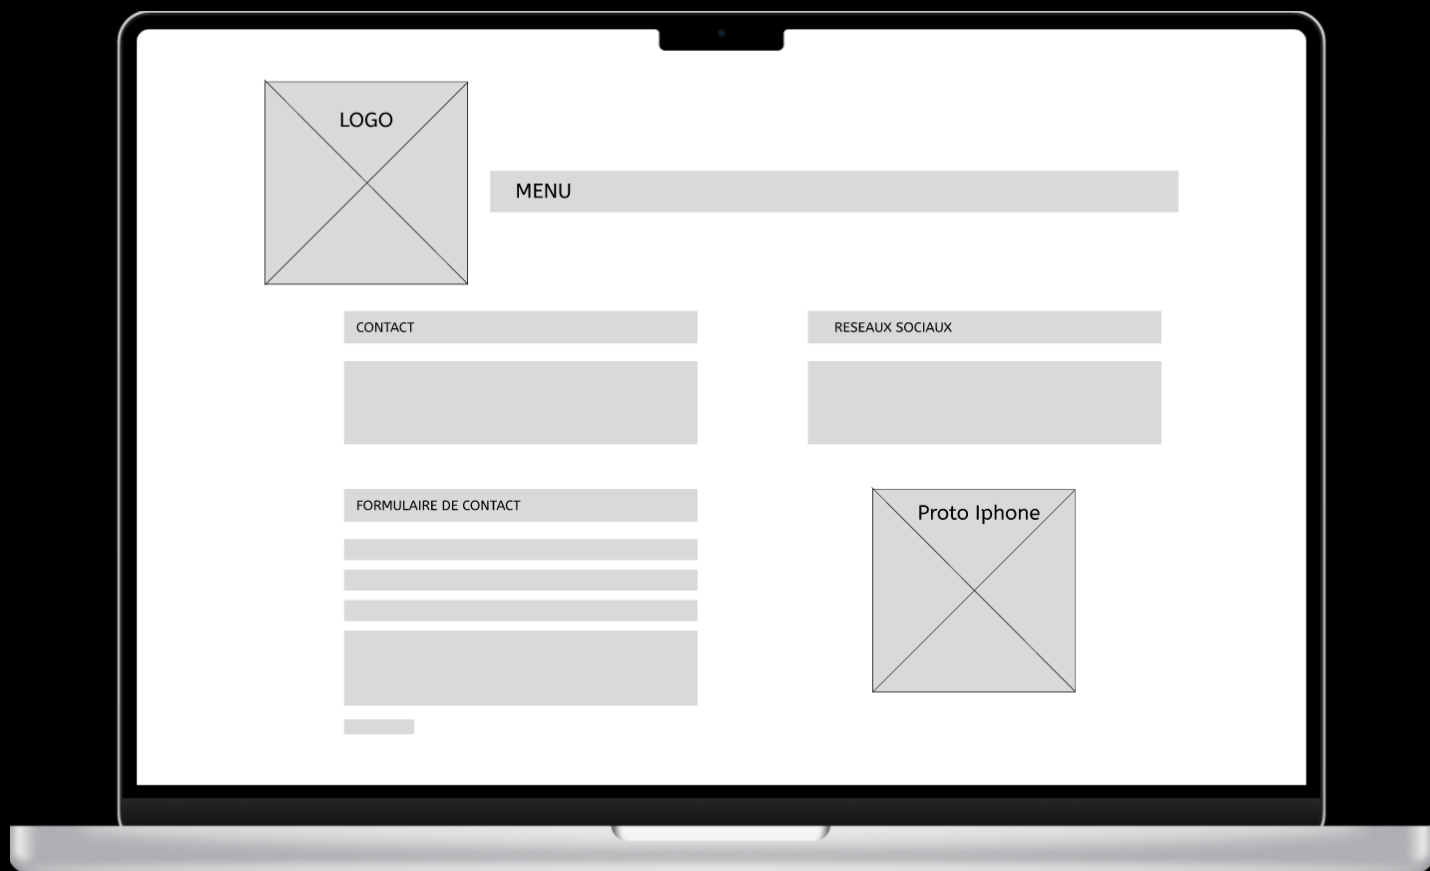 LOGO
MENU
CONTACT
RESEAUX SOCIAUX
FORMULAIRE DE CONTACT
Proto Iphone